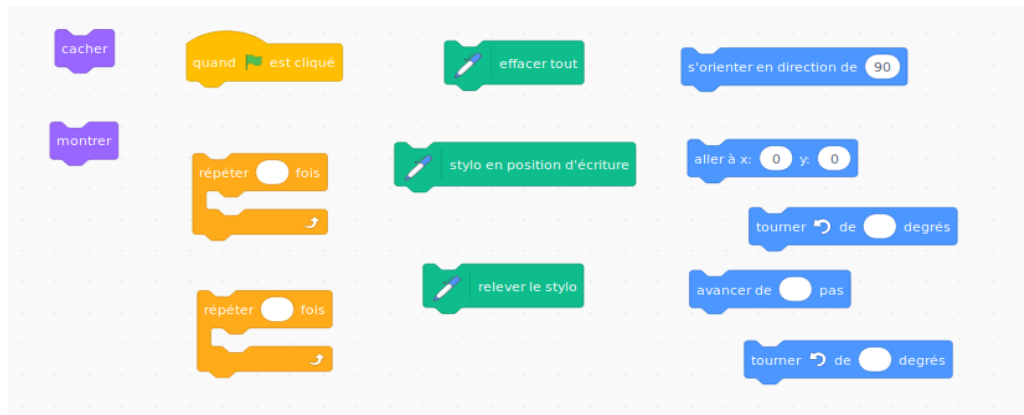 cacher
quand est cliqué
effacer tout
s'orienter en direction de 90
montrer
répéter fois
stylo en position d'écriture
aller à x: 0 y: 0
tourner de degrés
répéter fois
relever le stylo
avancer de pas
tourner de degrés